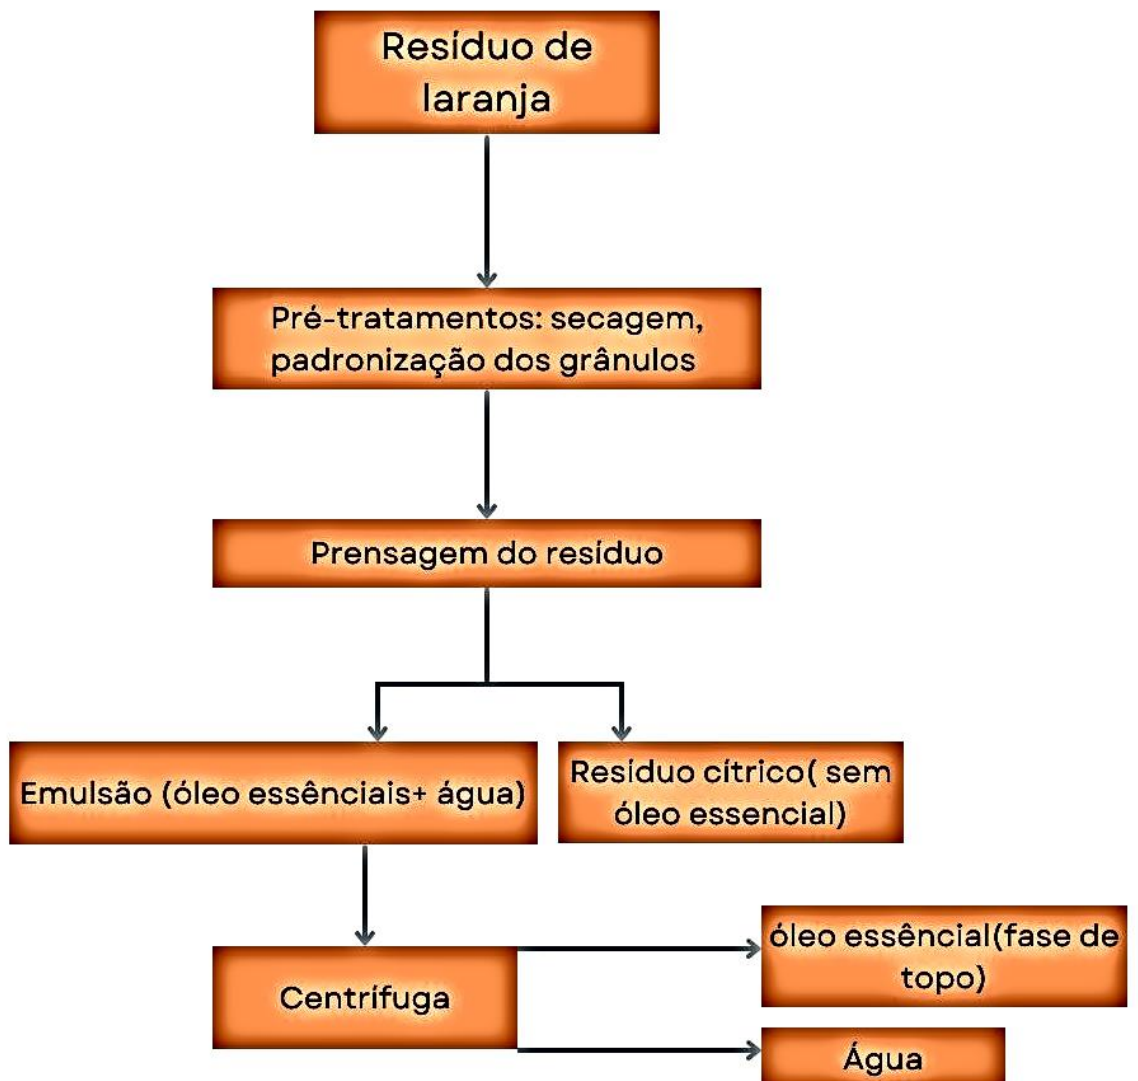 Resíduo de
laranja
Pré-tratamentos: secagem,
padronização dos grânulos
Prensagem do resíduo
Emulsão (óleo essênciais+ água)
Resíduo cítrico( sem
óleo essencial)
Centrífuga
óleo essêncial(fase de
topo)
Água